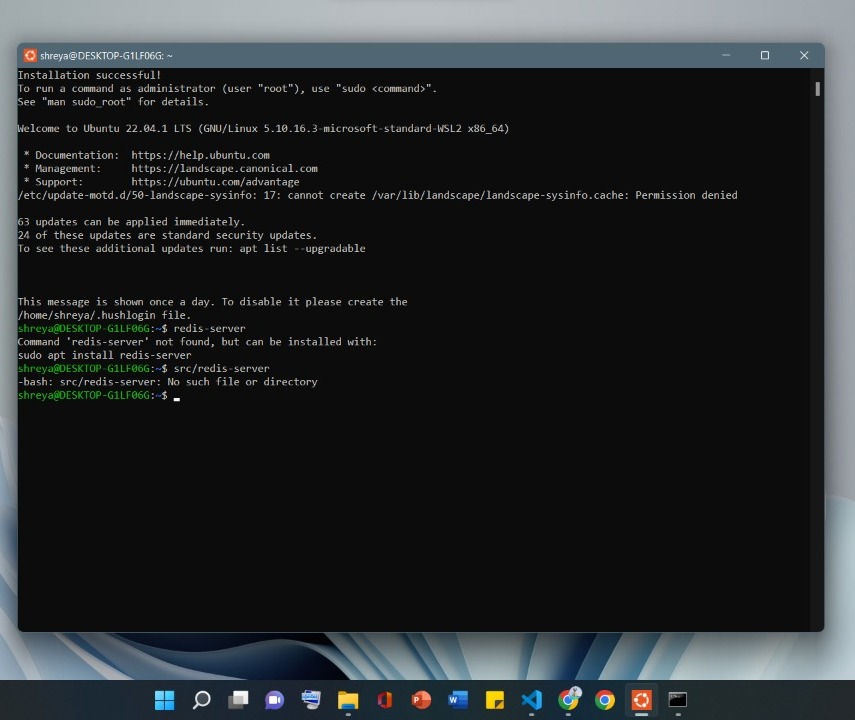 shreya@DESKTOP-G1LF06G: ~
Installation successful!
To run a command as administrator (user "root"), use "sudo <command>".
See "man sudo_root" for details.
Welcome to Ubuntu 22.04.1 LTS (GNU/Linux 5.10.16.3-microsoft-standard-WSL2 x86_64)
* Documentation:  https://help.ubuntu.com
* Management:     https://landscape.canonical.com
* Support:        https://ubuntu.com/advantage
/etc/update-motd.d/50-landscape-sysinfo: 17: cannot create /var/lib/landscape/landscape-sysinfo.cache: Permission denied
63 updates can be applied immediately.
24 of these updates are standard security updates.
To see these additional updates run: apt list --upgradable
This message is shown once a day. To disable it please create the
/home/shreya/.hushlogin file.
shreya@DESKTOP-G1LF06G:~$ redis-server
Command 'redis-server' not found, but can be installed with:
sudo apt install redis-server
shreya@DESKTOP-G1LF06G:~$ src/redis-server
-bash: src/redis-server: No such file or directory
shreya@DESKTOP-G1LF06G:~$